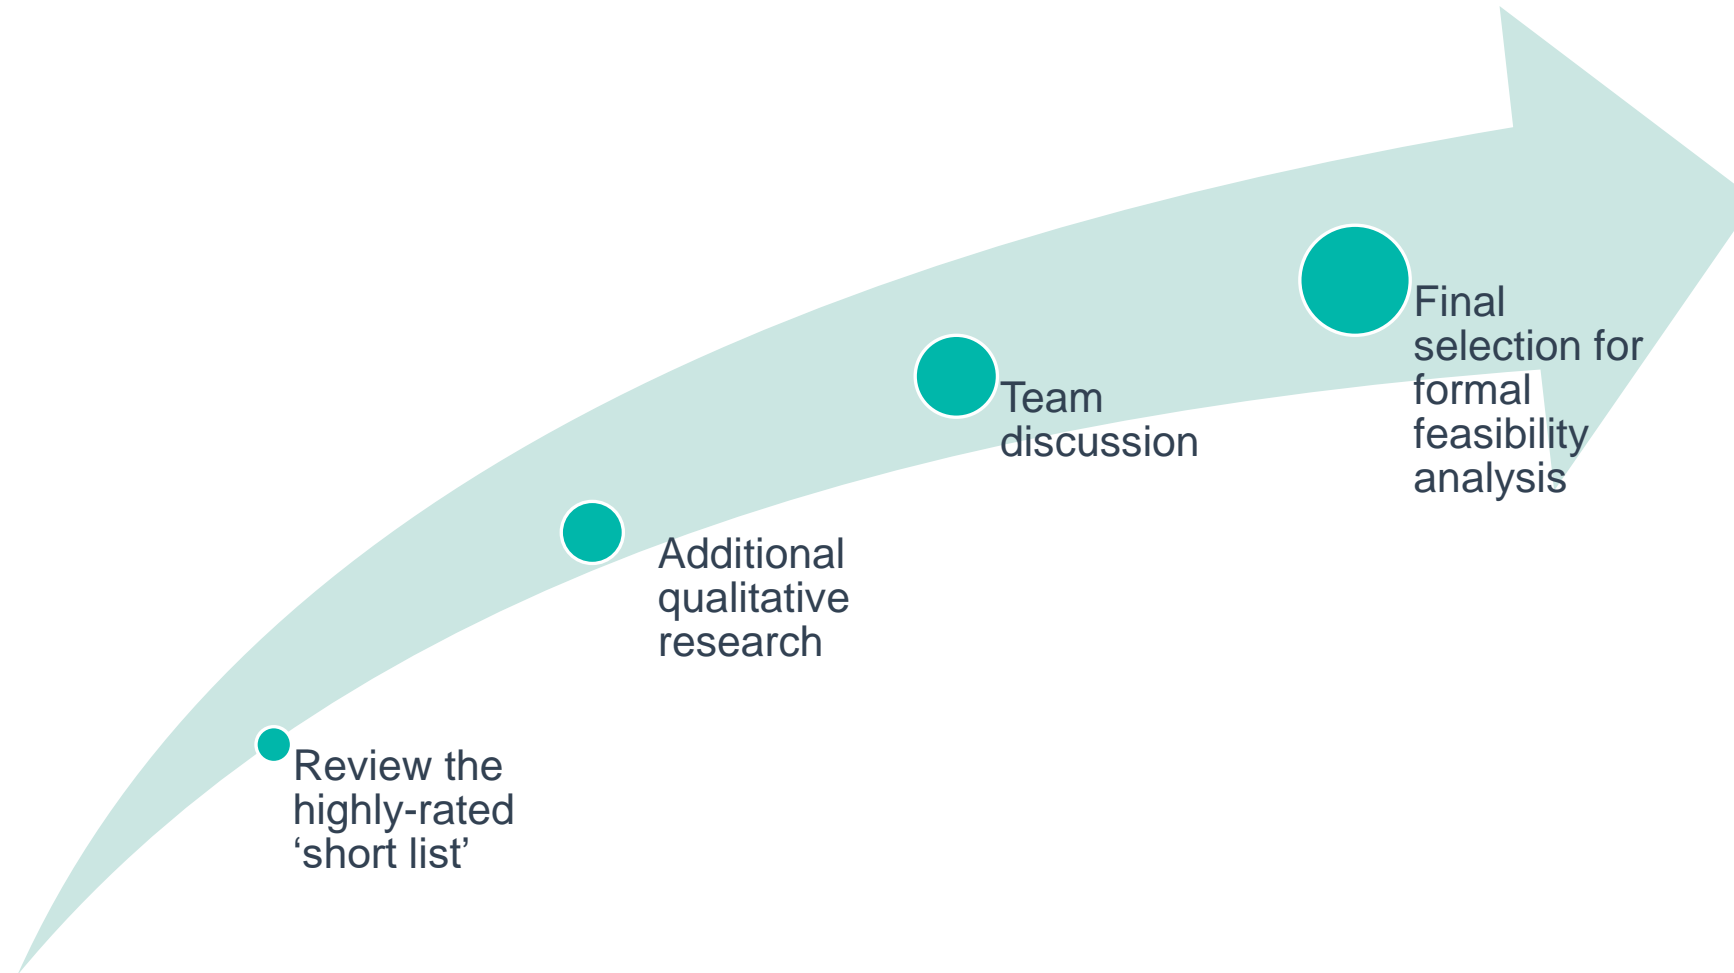 Review the
highly-rated
‘short list’
Additional
qualitative
research
Team
discussion
Final
selection for
formal
feasibility
analysis